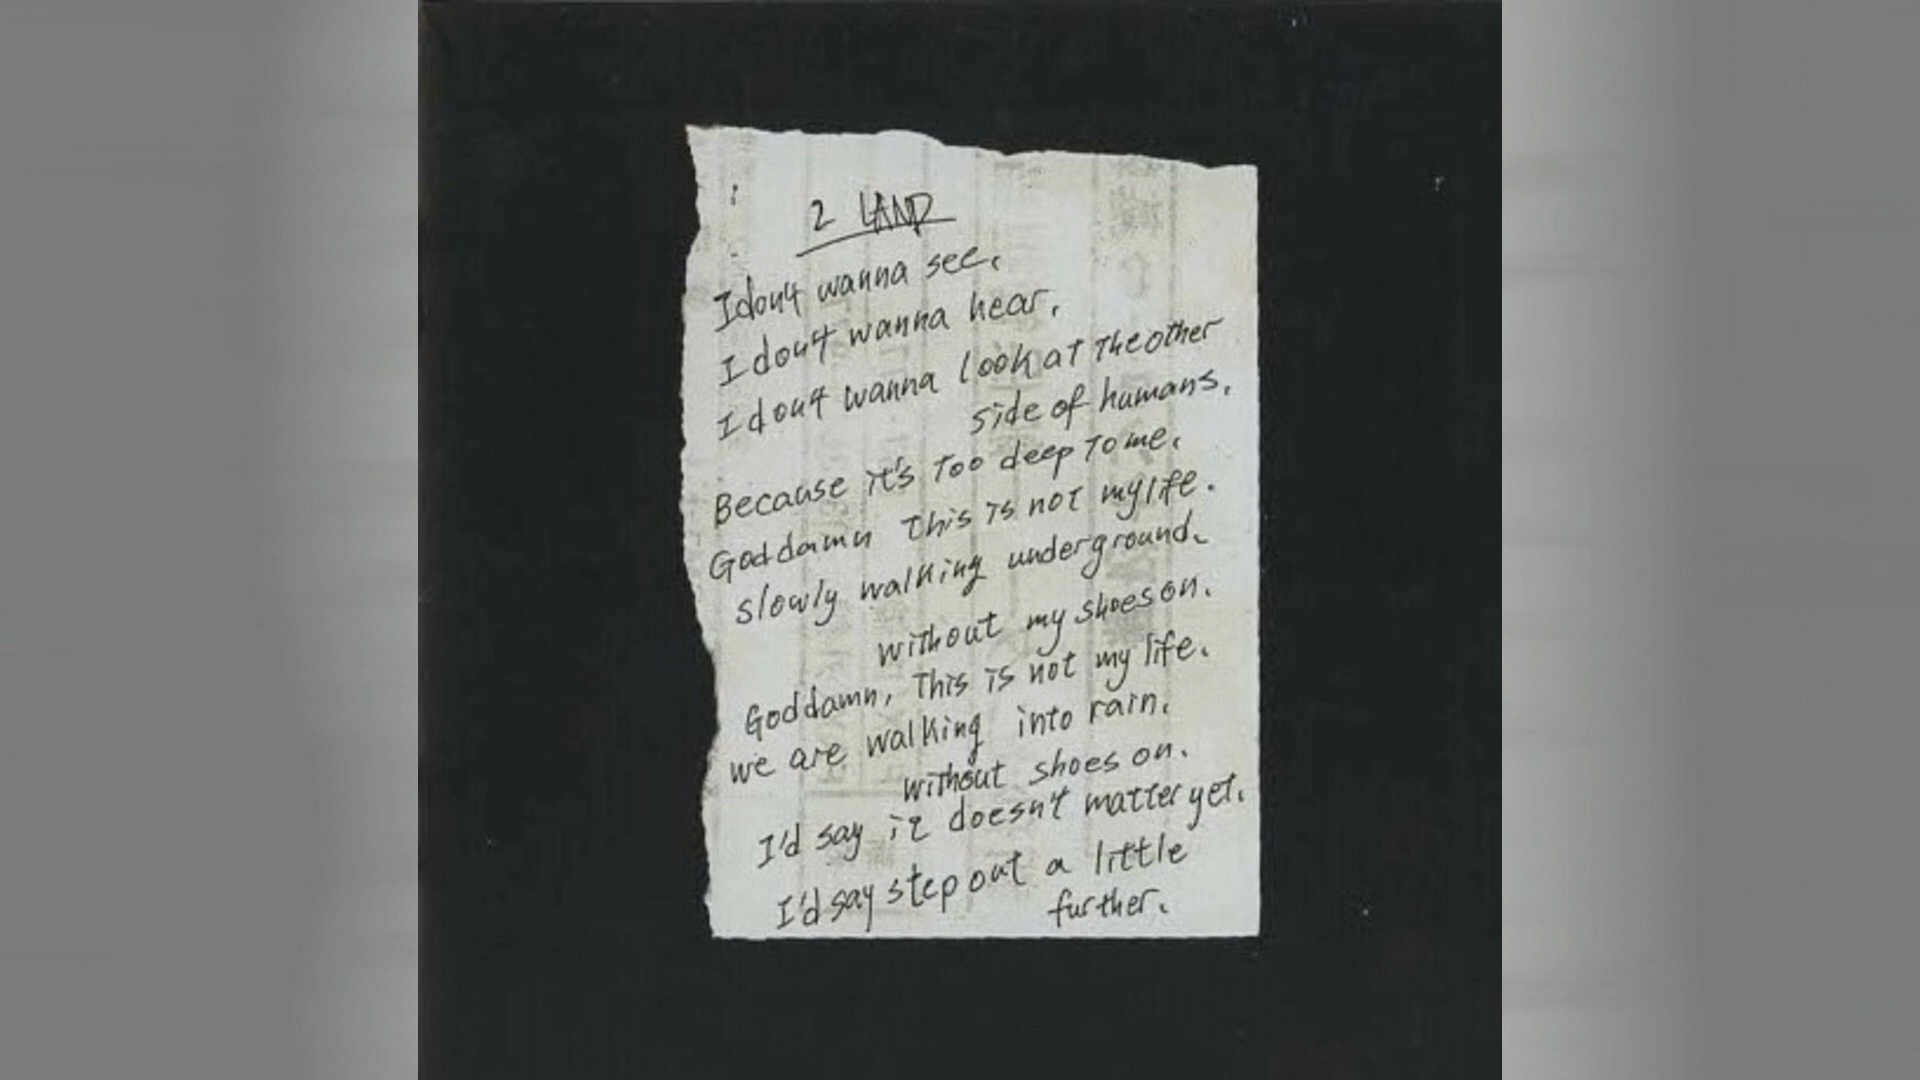 2 LAND
I don't wanna see.
I don't wanna hear.
I don't wanna look at the other
side of humans.
Because it's too deep to me.
Goddamn this is not my life.
slowly walking underground.
without my shoes on.
Goddamn, this is not my life.
we are walking into rain.
without shoes on.
I'd say it doesn't matter yet.
I'd say step out a little
further.